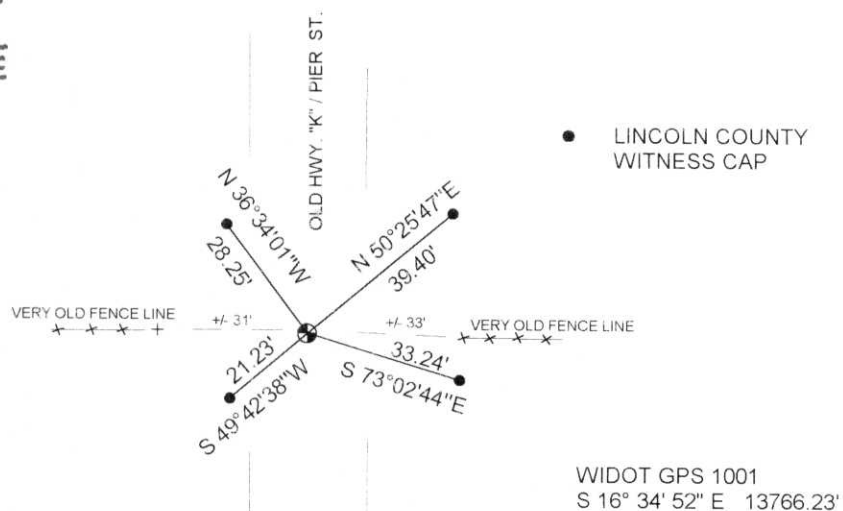 OLD HWY. "K" / PIER ST.
LINCOLN COUNTY
WITNESS CAP
N 36°34'01"W
28.25'
N 50°25'47"E
39.40'
VERY OLD FENCE LINE
+/- 31'
+/- 33'
VERY OLD FENCE LINE
21.23'
S 49°42'38"W
33.24'
S 73°02'44"E
WIDOT GPS 1001
S 16° 34' 52" E 13766.23'